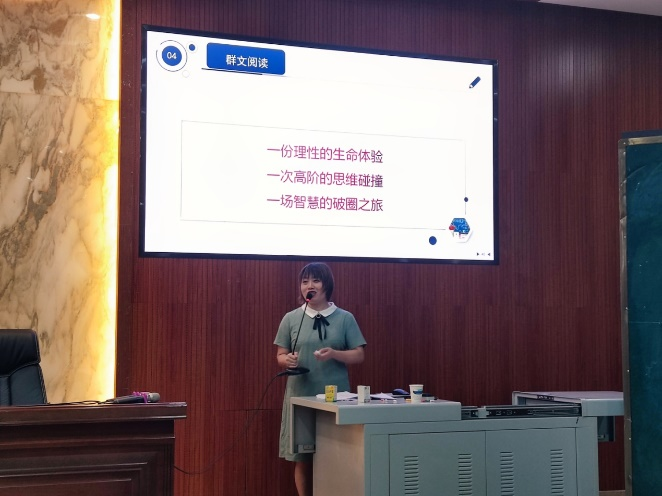 04
群文阅读
一份理性的生命体验
一次高阶的思维碰撞
一场智慧的破圈之旅